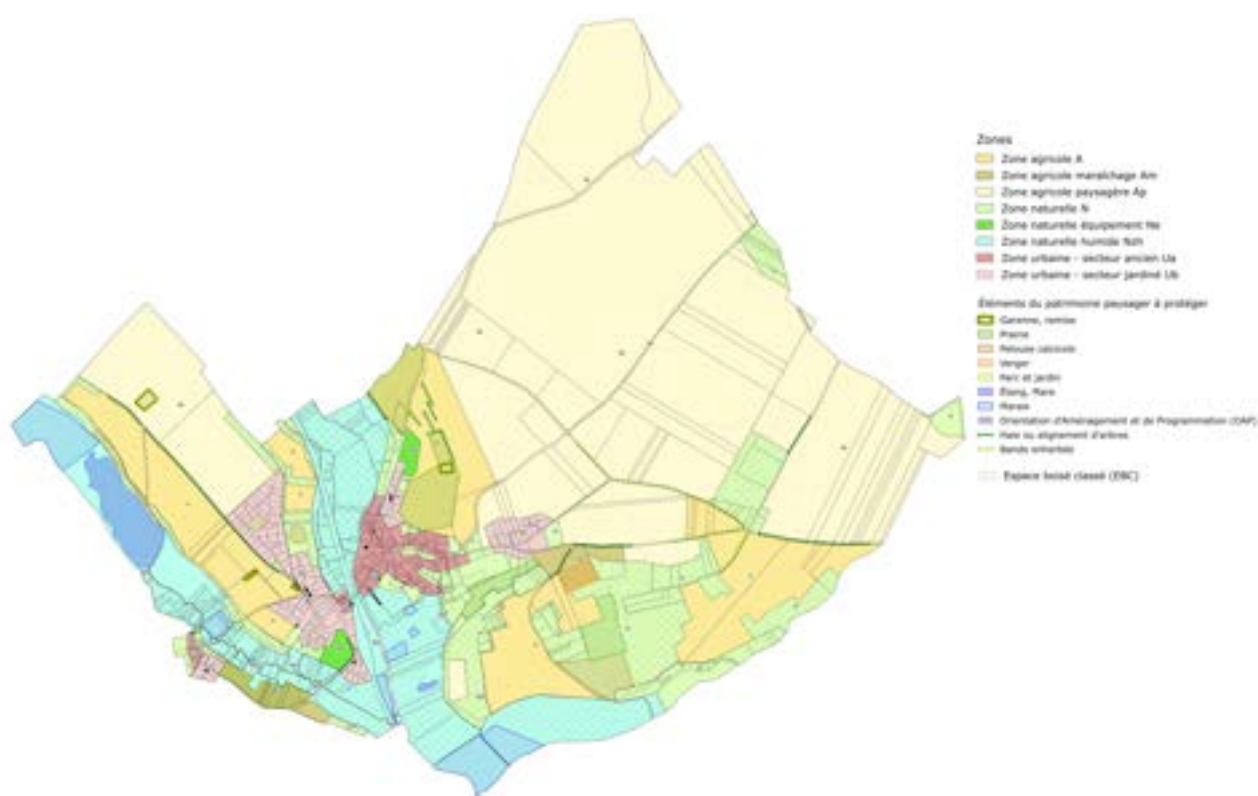 Zones
Zone agricole A
Zone agricole maraîchage Am
Zone agricole paysagère Ap
Zone naturelle N
Zone naturelle équipement Ne
Zone naturelle humide Nzh
Zone urbaine - secteur ancien Ua
Zone urbaine - secteur jardiné Ub
Éléments du patrimoine paysager à protéger
Garenne, remise
Prairie
Pelouse calcicole
Verger
Parc et jardin
Étang, Mare
Marais
Orientation d'Aménagement et de Programmation (OAP)
Haie ou alignement d'arbres
Bande enherbée
Espace boisé classé (EBC)